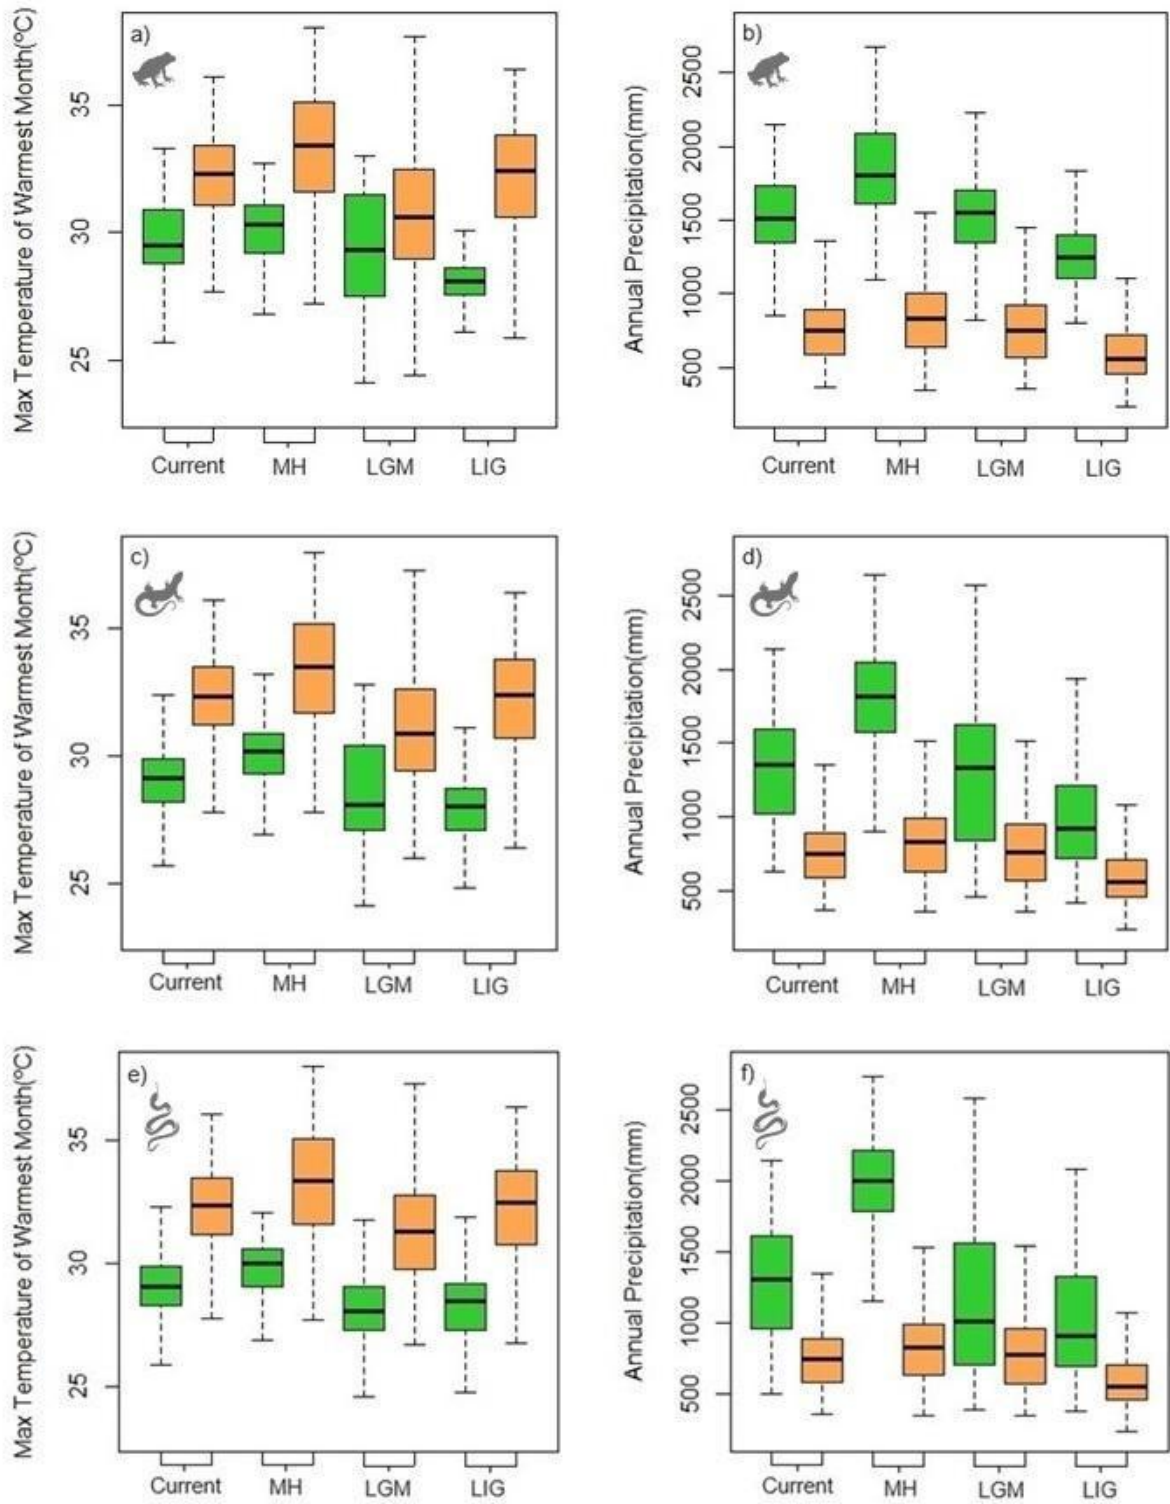 a)
Max Temperature of Warmest Month(ºC)
35
30
25
Current MH LGM LIG
b)
Annual Precipitation(mm)
2500
2000
1500
1000
500
Current MH LGM LIG
c)
Max Temperature of Warmest Month(ºC)
35
30
25
Current MH LGM LIG
d)
Annual Precipitation(mm)
2500
2000
1500
1000
500
Current MH LGM LIG
e)
Max Temperature of Warmest Month(ºC)
35
30
25
Current MH LGM LIG
f)
Annual Precipitation(mm)
2500
2000
1500
1000
500
Current MH LGM LIG